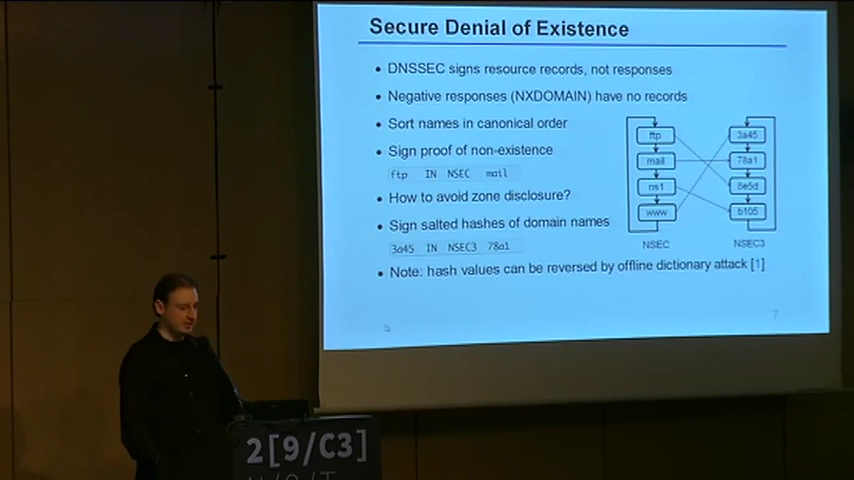 Secure Denial of Existence
• DNSSEC signs resource records, not responses
• Negative responses (NXDOMAIN) have no records
• Sort names in canonical order
• Sign proof of non-existence
ftp IN NSEC mail
• How to avoid zone disclosure?
• Sign salted hashes of domain names
3a45 IN NSEC3 78a1
• Note: hash values can be reversed by offline dictionary attack [1]
ftp
mail
ns1
www
NSEC
3a45
78a1
8e5d
b105
NSEC3
7
2[9/C3]